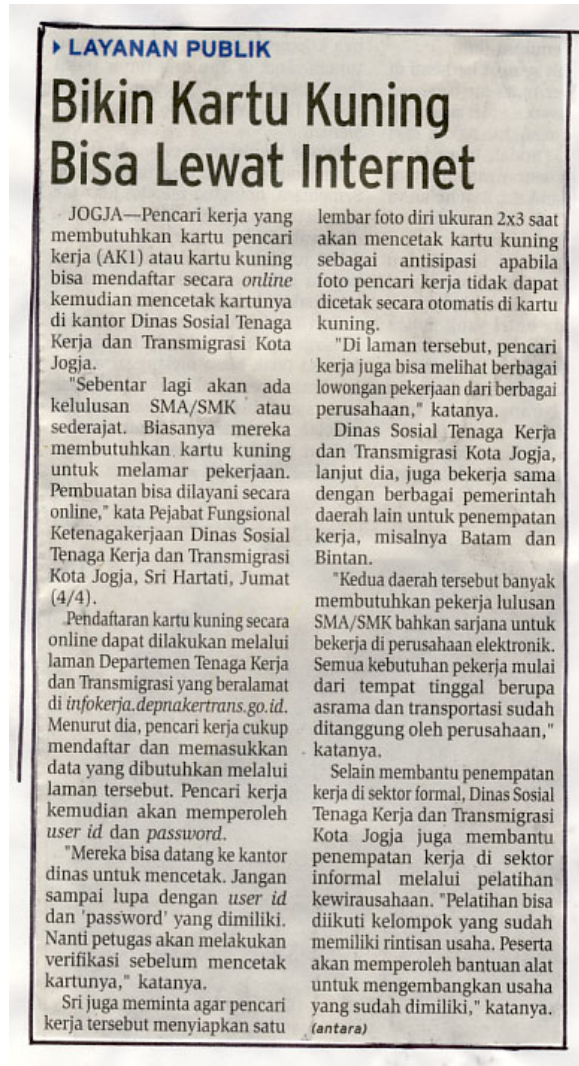 LAYANAN PUBLIK
Bikin Kartu Kuning
Bisa Lewat Internet
JOGJA—Pencari kerja yang
membutuhkan kartu pencari
kerja (AK1) atau kartu kuning
bisa mendaftar secara online
kemudian mencetak kartunya
di kantor Dinas Sosial Tenaga
Kerja dan Transmigrasi Kota
Jogja.
"Sebentar lagi akan ada
kelulusan SMA/SMK atau
sederajat. Biasanya mereka
membutuhkan kartu kuning
untuk melamar pekerjaan.
Pembuatan bisa dilayani secara
online," kata Pejabat Fungsional
Ketenagakerjaan Dinas Sosial
Tenaga Kerja dan Transmigrasi
Kota Jogja, Sri Hartati, Jumat
(4/4).
Pendaftaran kartu kuning secara
online dapat dilakukan melalui
laman Departemen Tenaga Kerja
dan Transmigrasi yang beralamat
di infokerja.depnakertrans.go.id.
Menurut dia, pencari kerja cukup
mendaftar dan memasukkan
data yang dibutuhkan melalui
laman tersebut. Pencari kerja
kemudian akan memperoleh
user id dan password.
"Mereka bisa datang ke kantor
dinas untuk mencetak. Jangan
sampai lupa dengan user id
dan 'password' yang dimiliki.
Nanti petugas akan melakukan
verifikasi sebelum mencetak
kartunya," katanya.
Sri juga meminta agar pencari
kerja tersebut menyiapkan satu
lembar foto diri ukuran 2x3 saat
akan mencetak kartu kuning
sebagai antisipasi apabila
foto pencari kerja tidak dapat
dicetak secara otomatis di kartu
kuning.
"Di laman tersebut, pencari
kerja juga bisa melihat berbagai
lowongan pekerjaan dari berbagai
perusahaan," katanya.
Dinas Sosial Tenaga Kerja
dan Transmigrasi Kota Jogja,
lanjut dia, juga bekerja sama
dengan berbagai pemerintah
daerah lain untuk penempatan
kerja, misalnya Batam dan
Bintan.
"Kedua daerah tersebut banyak
membutuhkan pekerja lulusan
SMA/SMK bahkan sarjana untuk
bekerja di perusahaan elektronik.
Semua kebutuhan pekerja mulai
dari tempat tinggal berupa
asrama dan transportasi sudah
ditanggung oleh perusahaan,"
katanya.
Selain membantu penempatan
kerja di sektor formal, Dinas Sosial
Tenaga Kerja dan Transmigrasi
Kota Jogja juga membantu
penempatan kerja di sektor
informal melalui pelatihan
kewirausahaan. "Pelatihan bisa
diikuti kelompok yang sudah
memiliki rintisan usaha. Peserta
akan memperoleh bantuan alat
untuk mengembangkan usaha
yang sudah dimiliki," katanya.
(antara)